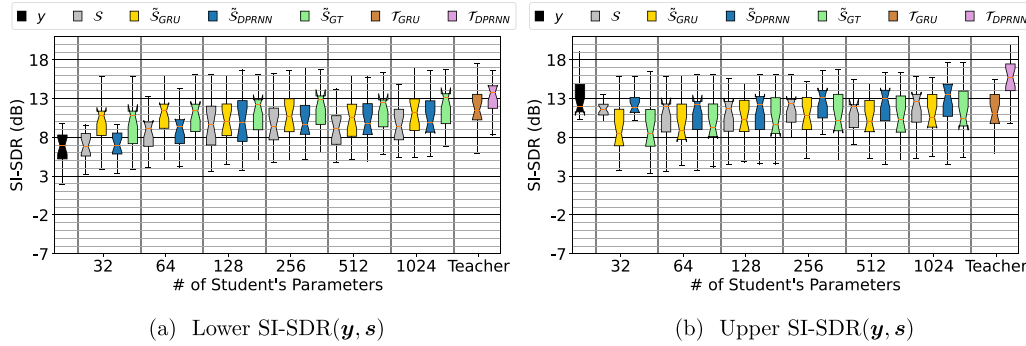 y S S̃GRU S̃DPRNN S̃GT TGRU TDPRNN
SI-SDR (dB)
18
13
8
3
-2
-7
32 64 128 256 512 1024 Teacher
# of Student's Parameters
(a) Lower SI-SDR(y, s)
y S S̃GRU S̃DPRNN S̃GT TGRU TDPRNN
SI-SDR (dB)
18
13
8
3
-2
-7
32 64 128 256 512 1024 Teacher
# of Student's Parameters
(b) Upper SI-SDR(y, s)